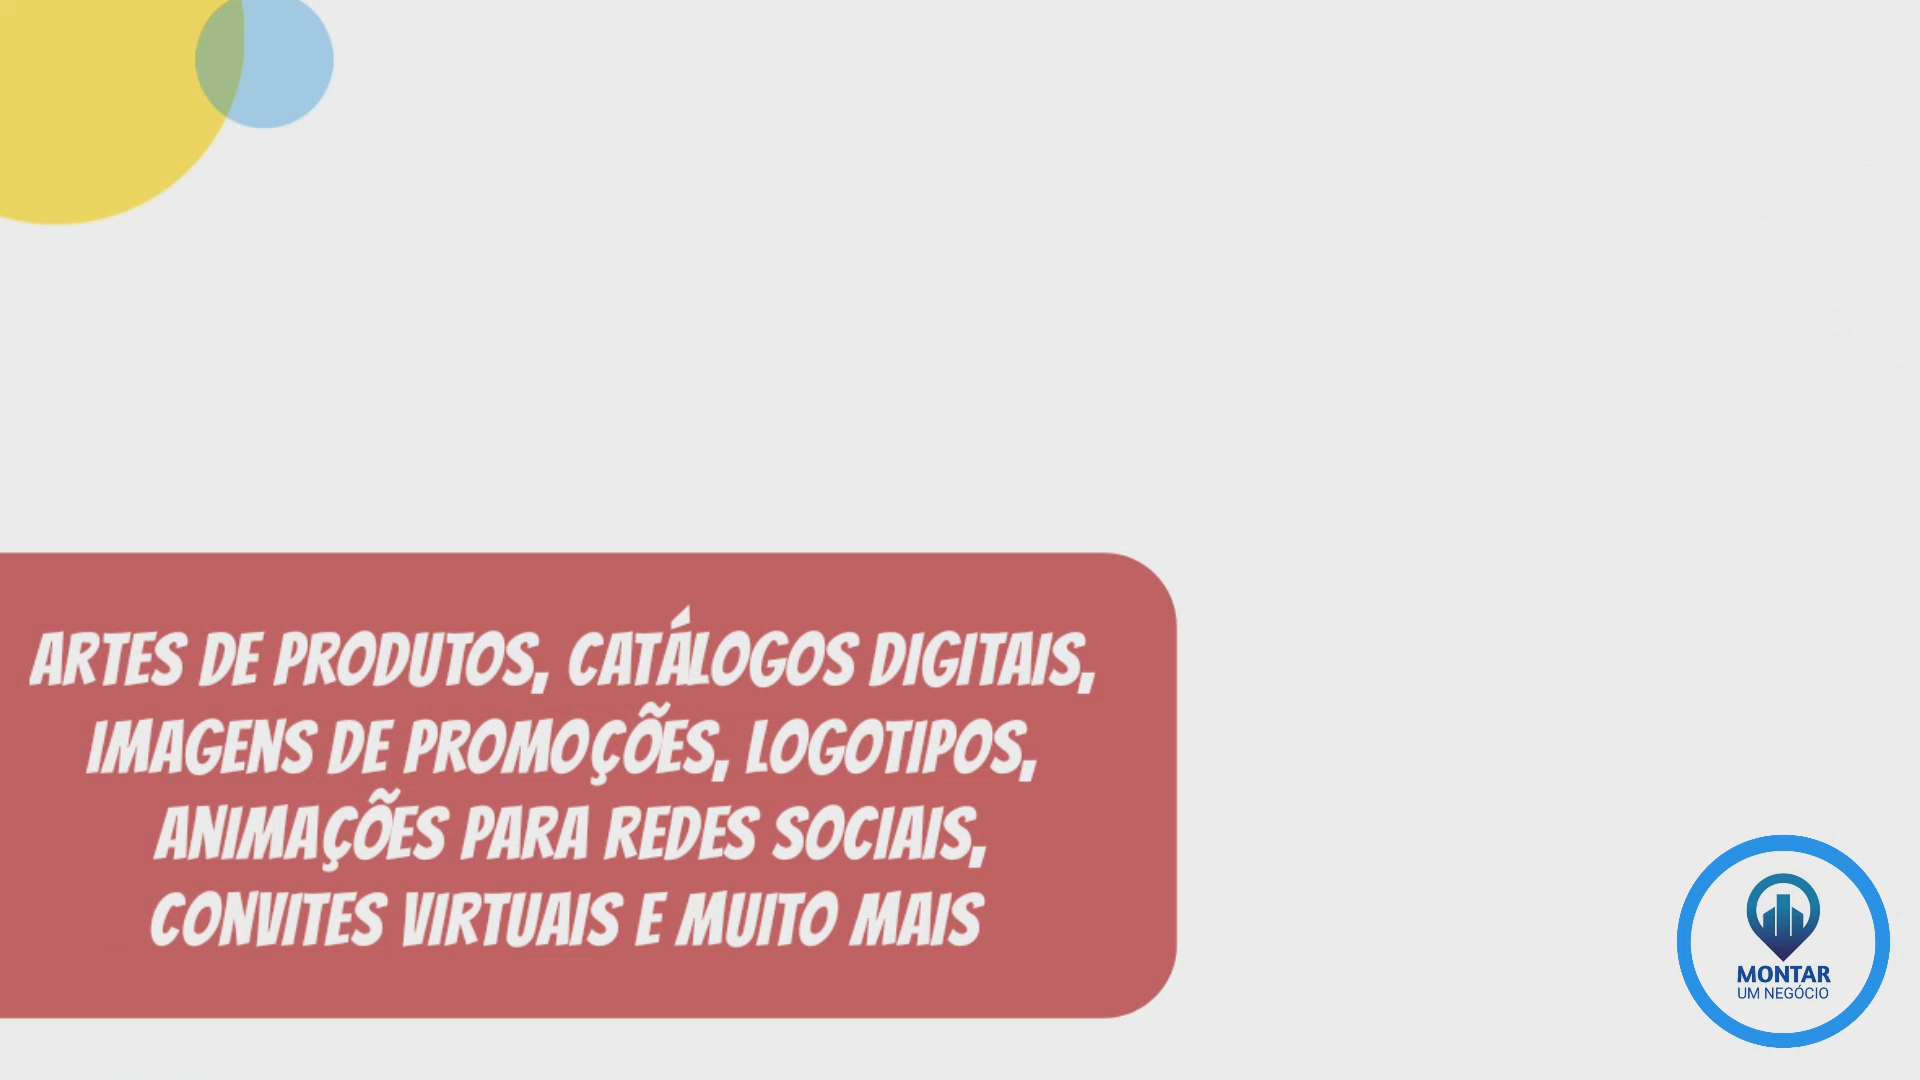 ARTES DE PRODUTOS, CATÁLOGOS DIGITAIS,
IMAGENS DE PROMOÇÕES, LOGOTIPOS,
ANIMAÇÕES PARA REDES SOCIAIS,
CONVITES VIRTUAIS E MUITO MAIS
MONTAR
UM NEGÓCIO